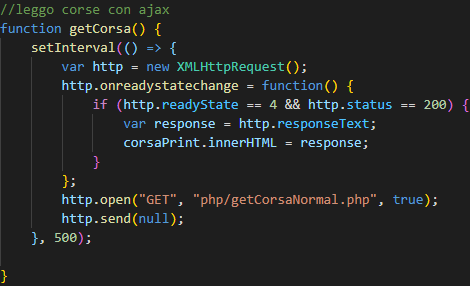 //leggo corse con ajax
function getCorsa() {
    setInterval(() => {
        var http = new XMLHttpRequest();
        http.onreadystatechange = function() {
            if (http.readyState == 4 && http.status == 200) {
                var response = http.responseText;
                corsaPrint.innerHTML = response;
            }
        };
        http.open("GET", "php/getCorsaNormal.php", true);
        http.send(null);
    }, 500);
}